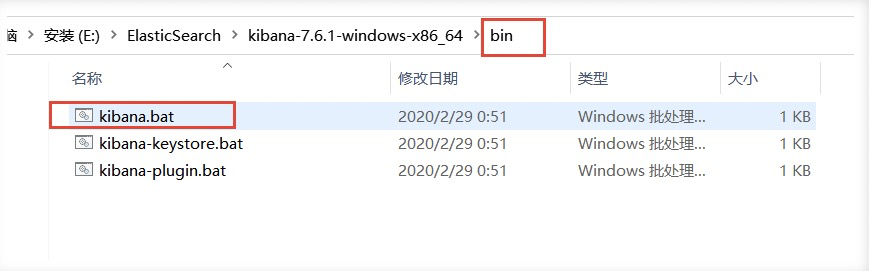 脑 › 安装 (E:) › ElasticSearch › kibana-7.6.1-windows-x86_64 › bin
名称 修改日期 类型 大小
kibana.bat 2020/2/29 0:51 Windows 批处理... 1 KB
kibana-keystore.bat 2020/2/29 0:51 Windows 批处理... 1 KB
kibana-plugin.bat 2020/2/29 0:51 Windows 批处理... 1 KB